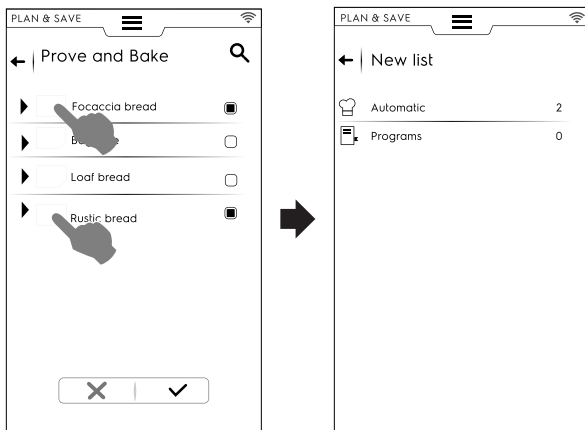 PLAN & SAVE
Prove and Bake
Focaccia bread
Loaf bread
Rustic bread
PLAN & SAVE
New list
Automatic 2
Programs 0